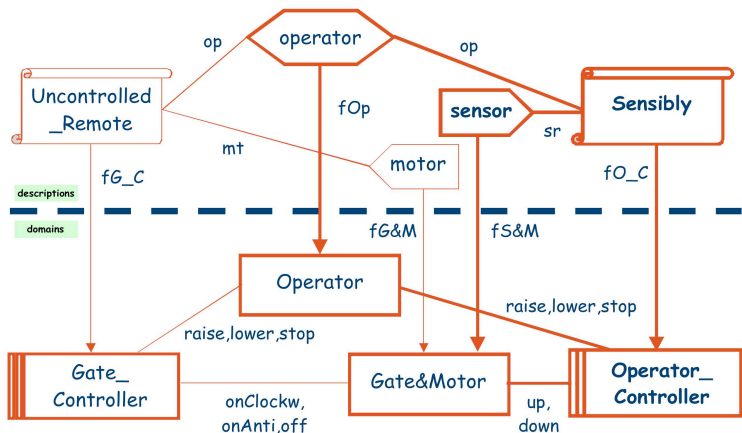 op
operator
op
Uncontrolled
_Remote
fOp
sensor
Sensibly
sr
mt
motor
fG_C
fO_C
descriptions
domains
fG&M
fS&M
Operator
raise,lower,stop
raise,lower,stop
Gate_
Controller
Gate&Motor
Operator_
Controller
onClockw,
onAnti,off
up,
down